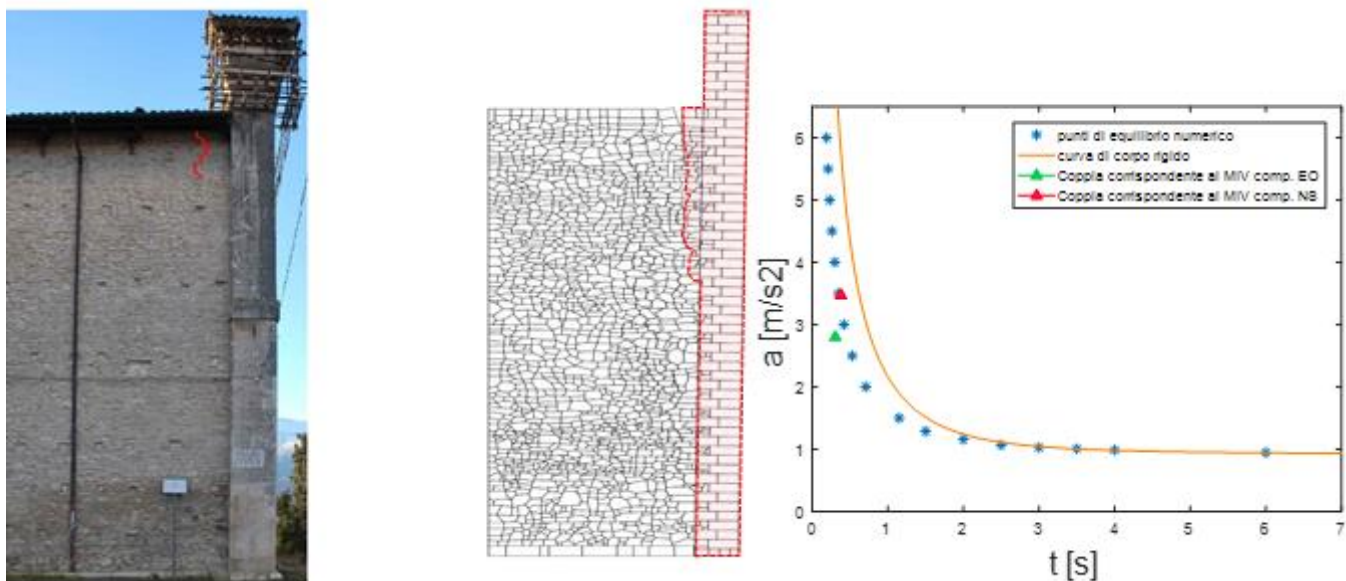 punti di equilibrio numerico
curva di corpo rigido
Coppia corrispondente al MIV comp. EO
Coppia corrispondente al MIV comp. NS
6
5
4
3
2
1
0
a [m/s2]
0 1 2 3 4 5 6 7
t [s]